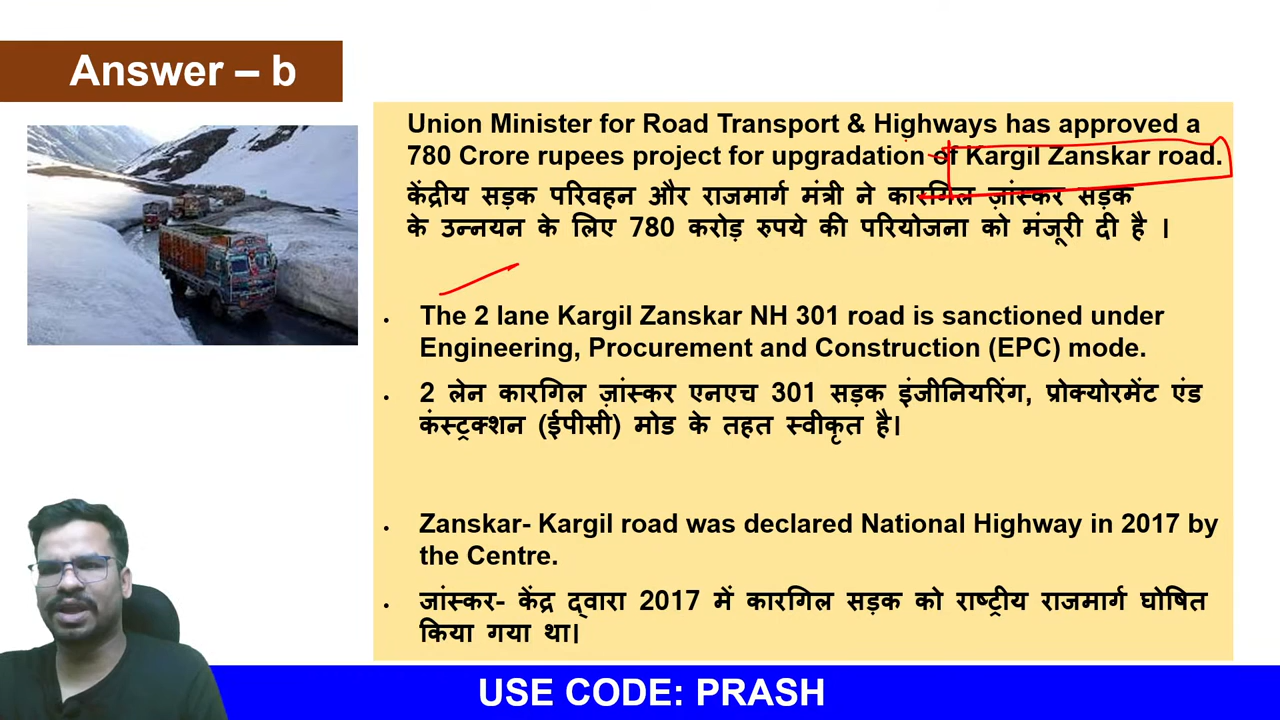 Answer – b
Union Minister for Road Transport & Highways has approved a
780 Crore rupees project for upgradation of Kargil Zanskar road.
केंद्रीय सड़क परिवहन और राजमार्ग मंत्री ने कारगिल ज़ांस्कर सड़क
के उन्नयन के लिए 780 करोड़ रुपये की परियोजना को मंजूरी दी है ।
• The 2 lane Kargil Zanskar NH 301 road is sanctioned under
Engineering, Procurement and Construction (EPC) mode.
• 2 लेन कारगिल ज़ांस्कर एनएच 301 सड़क इंजीनियरिंग, प्रोक्योरमेंट एंड
कंस्ट्रक्शन (ईपीसी) मोड के तहत स्वीकृत है।
• Zanskar- Kargil road was declared National Highway in 2017 by
the Centre.
• जांस्कर- केंद्र द्वारा 2017 में कारगिल सड़क को राष्ट्रीय राजमार्ग घोषित
किया गया था।
USE CODE: PRASH